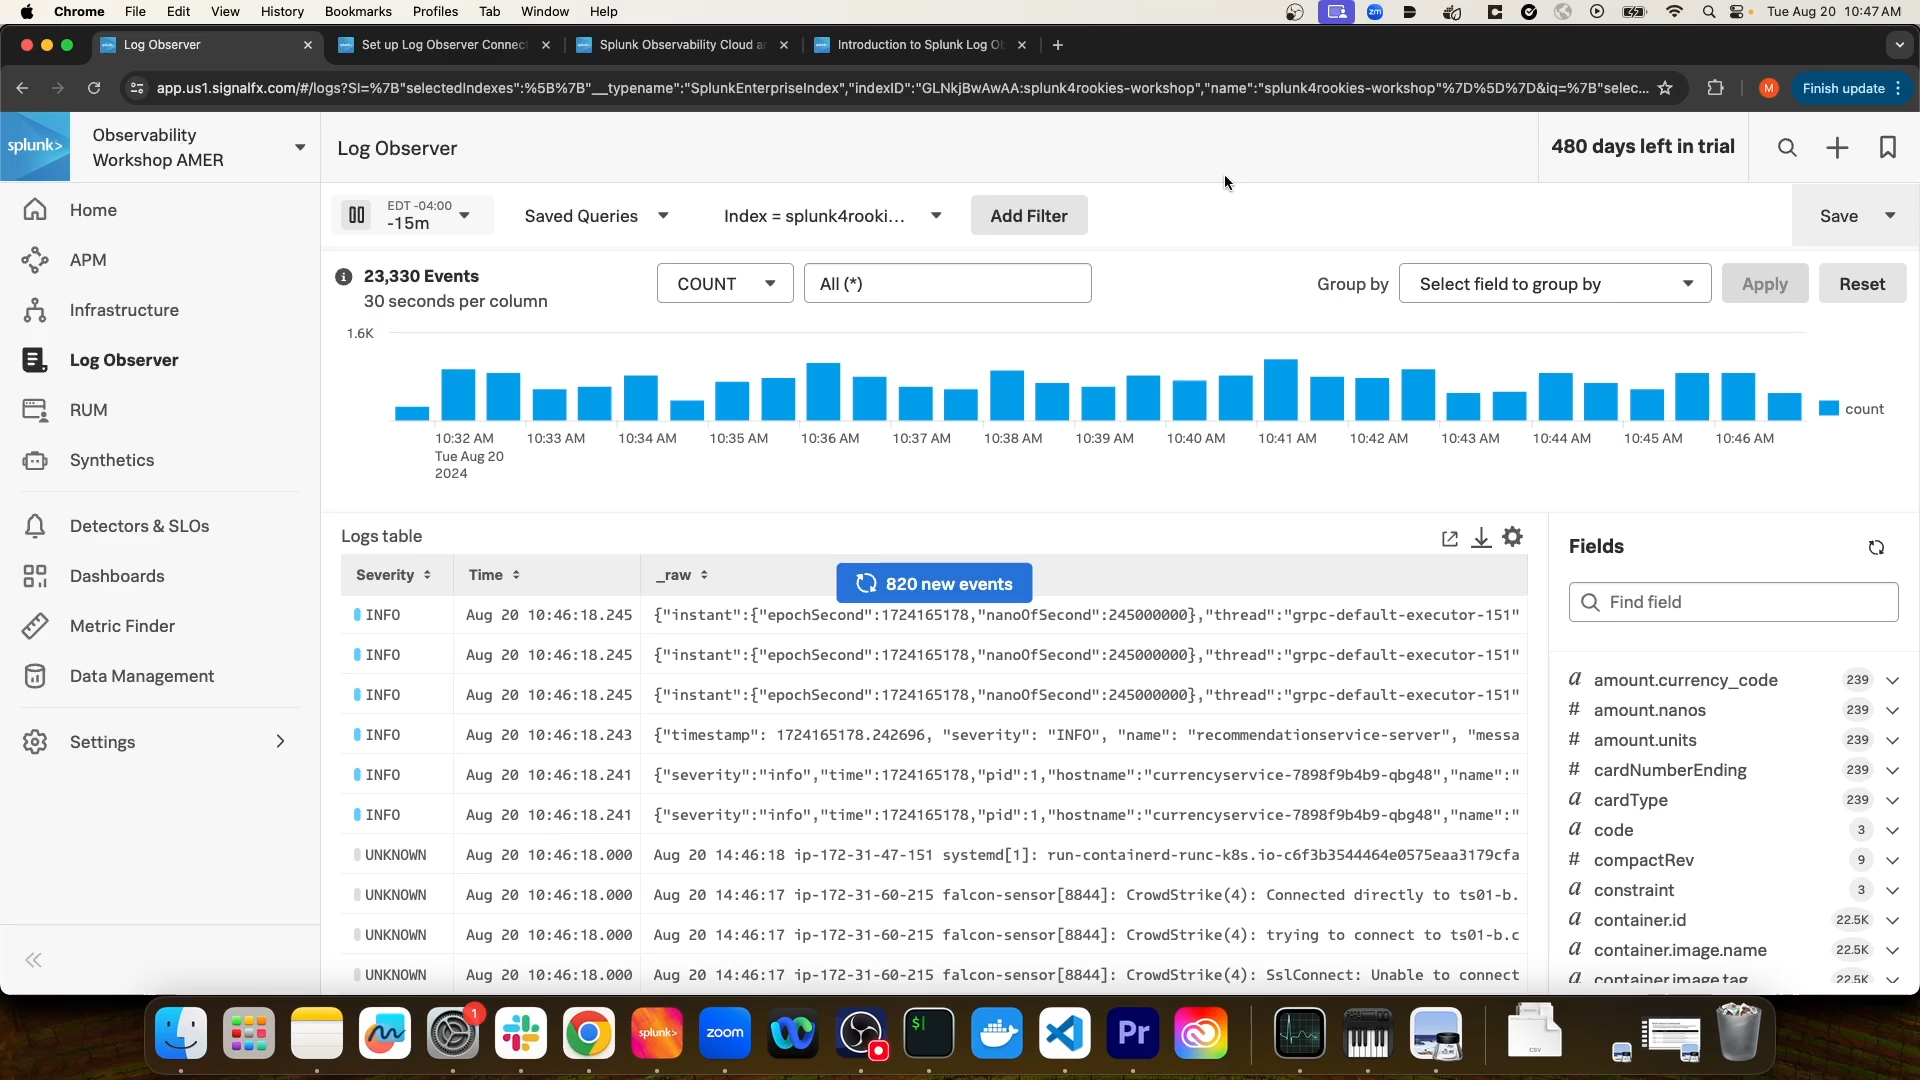 Chrome File Edit View History Bookmarks Profiles Tab Window Help
zm
Tue Aug 20 10:47 AM
Log Observer
Set up Log Observer Connec
Splunk Observability Cloud a
Introduction to Splunk Log O
app.us1.signalfx.com/#/logs?SI=%7B"selectedIndexes":%5B%7B"__typename":"SplunkEnterpriseIndex","indexID":"GLNkjBwAwAA:splunk4rookies-workshop","name":"splunk4rookies-workshop"%7D%5D%7D&iq=%7B"selec...
M
Finish update
splunk>
Observability
Workshop AMER
Log Observer
480 days left in trial
Home
APM
Infrastructure
Log Observer
RUM
Synthetics
Detectors & SLOs
Dashboards
Metric Finder
Data Management
Settings
EDT -04:00
-15m
Saved Queries
Index = splunk4rooki...
Add Filter
Save
23,330 Events
30 seconds per column
COUNT
All (*)
Group by
Select field to group by
Apply
Reset
1.6K
10:32 AM 10:33 AM 10:34 AM 10:35 AM 10:36 AM 10:37 AM 10:38 AM 10:39 AM 10:40 AM 10:41 AM 10:42 AM 10:43 AM 10:44 AM 10:45 AM 10:46 AM
Tue Aug 20
2024
count
Logs table
Severity Time _raw
820 new events
INFO Aug 20 10:46:18.245 {"instant":{"epochSecond":1724165178,"nanoOfSecond":245000000},"thread":"grpc-default-executor-151"
INFO Aug 20 10:46:18.245 {"instant":{"epochSecond":1724165178,"nanoOfSecond":245000000},"thread":"grpc-default-executor-151"
INFO Aug 20 10:46:18.245 {"instant":{"epochSecond":1724165178,"nanoOfSecond":245000000},"thread":"grpc-default-executor-151"
INFO Aug 20 10:46:18.243 {"timestamp": 1724165178.242696, "severity": "INFO", "name": "recommendationservice-server", "messa
INFO Aug 20 10:46:18.241 {"severity":"info","time":1724165178,"pid":1,"hostname":"currencyservice-7898f9b4b9-qbg48","name":"
INFO Aug 20 10:46:18.241 {"severity":"info","time":1724165178,"pid":1,"hostname":"currencyservice-7898f9b4b9-qbg48","name":"
UNKNOWN Aug 20 10:46:18.000 Aug 20 14:46:18 ip-172-31-47-151 systemd[1]: run-containerd-runc-k8s.io-c6f3b3544464e0575eaa3179cfa
UNKNOWN Aug 20 10:46:18.000 Aug 20 14:46:17 ip-172-31-60-215 falcon-sensor[8844]: CrowdStrike(4): Connected directly to ts01-b.
UNKNOWN Aug 20 10:46:18.000 Aug 20 14:46:17 ip-172-31-60-215 falcon-sensor[8844]: CrowdStrike(4): trying to connect to ts01-b.c
UNKNOWN Aug 20 10:46:18.000 Aug 20 14:46:17 ip-172-31-60-215 falcon-sensor[8844]: CrowdStrike(4): SslConnect: Unable to connect
Fields
Find field
a amount.currency_code 239
# amount.nanos 239
# amount.units 239
# cardNumberEnding 239
a cardType 239
a code 3
# compactRev 9
a constraint 3
a container.id 22.5K
a container.image.name 22.5K
a container.image.tag 22.5K
1
splunk>
zoom
$
Pr
CSV